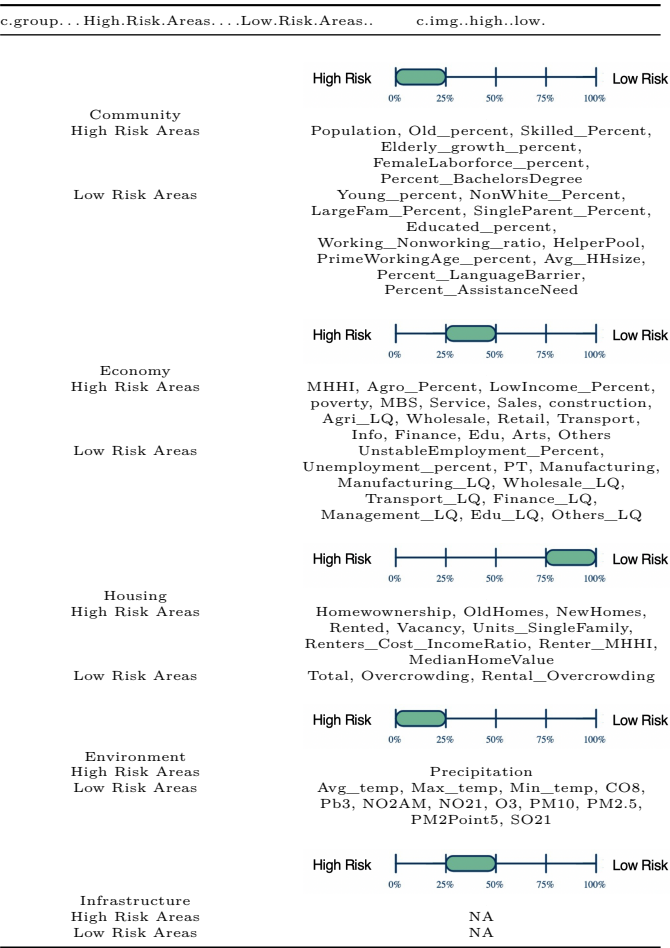 c.group...High.Risk.Areas....Low.Risk.Areas.. c.img..high..low.
High Risk Low Risk
0% 25% 50% 75% 100%
Community
High Risk Areas Population, Old_percent, Skilled_Percent,
Elderly_growth_percent,
FemaleLaborforce_percent,
Percent_BachelorsDegree
Low Risk Areas Young_percent, NonWhite_Percent,
LargeFam_Percent, SingleParent_Percent,
Educated_percent,
Working_Nonworking_ratio, HelperPool,
PrimeWorkingAge_percent, Avg_HHsize,
Percent_LanguageBarrier,
Percent_AssistanceNeed
High Risk Low Risk
0% 25% 50% 75% 100%
Economy
High Risk Areas MHHI, Agro_Percent, LowIncome_Percent,
poverty, MBS, Service, Sales, construction,
Agri_LQ, Wholesale, Retail, Transport,
Info, Finance, Edu, Arts, Others
Low Risk Areas UnstableEmployment_Percent,
Unemployment_percent, PT, Manufacturing,
Manufacturing_LQ, Wholesale_LQ,
Transport_LQ, Finance_LQ,
Management_LQ, Edu_LQ, Others_LQ
High Risk Low Risk
0% 25% 50% 75% 100%
Housing
High Risk Areas Homewownership, OldHomes, NewHomes,
Rented, Vacancy, Units_SingleFamily,
Renters_Cost_IncomeRatio, Renter_MHHI,
MedianHomeValue
Low Risk Areas Total, Overcrowding, Rental_Overcrowding
High Risk Low Risk
0% 25% 50% 75% 100%
Environment
High Risk Areas Precipitation
Low Risk Areas Avg_temp, Max_temp, Min_temp, CO8,
Pb3, NO2AM, NO21, O3, PM10, PM2.5,
PM2Point5, SO21
High Risk Low Risk
0% 25% 50% 75% 100%
Infrastructure
High Risk Areas NA
Low Risk Areas NA